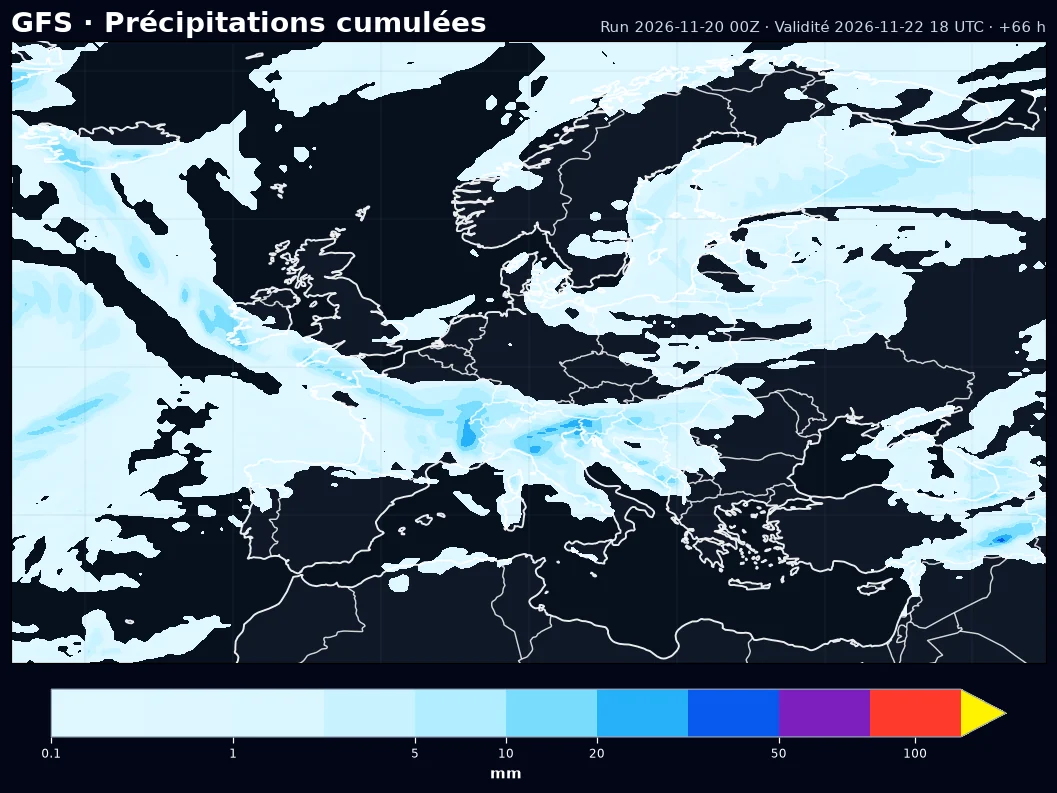 GFS · Précipitations cumulées
Run 2026-11-20 00Z · Validité 2026-11-22 18 UTC · +66 h
0.1 1 5 10 20 50 100
mm